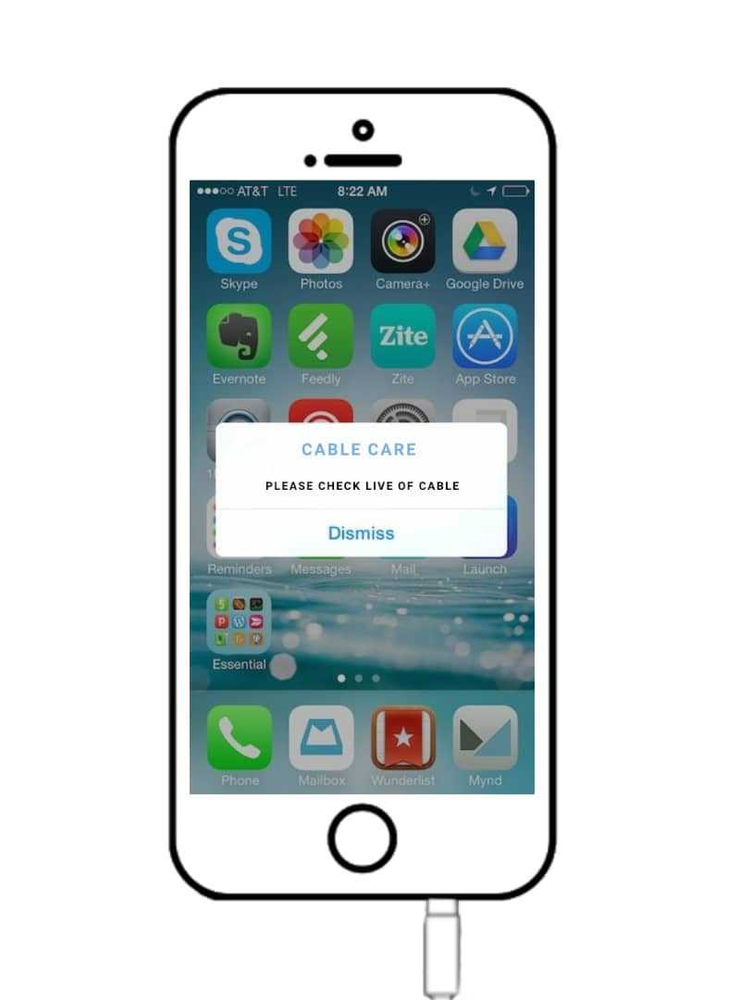 AT&T LTE 8:22 AM
Skype Photos Camera+ Google Drive
Zite
Evernote Feedly Zite App Store
CABLE CARE
PLEASE CHECK LIVE OF CABLE
Dismiss
Reminders Messages Mail Launch
Essential
Phone Mailbox Wunderlist Mynd